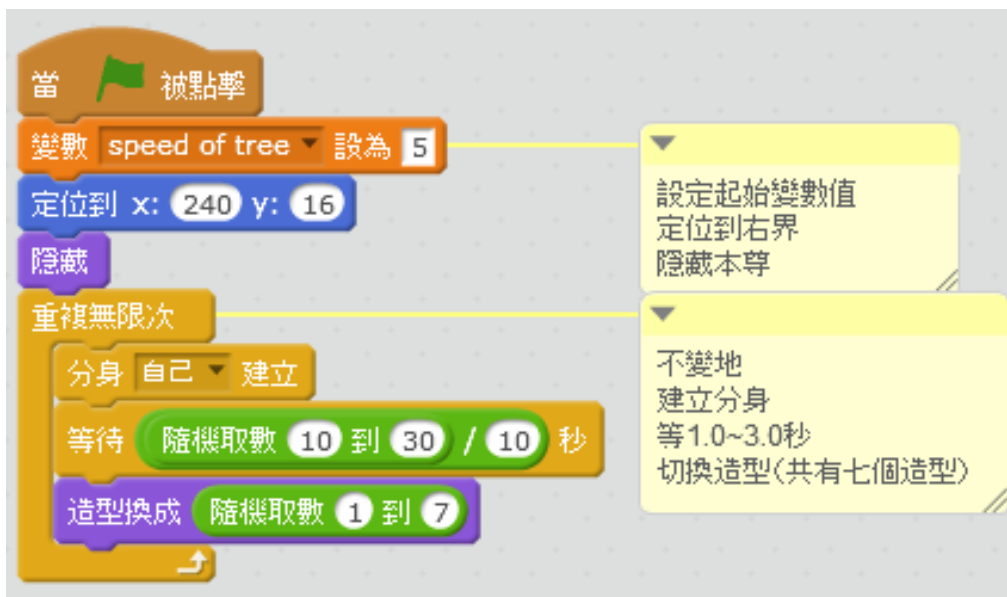 當 被點擊
變數 speed of tree 設為 5
定位到 x: 240 y: 16
隱藏
重複無限次
分身 自己 建立
等待 隨機取數 10 到 30 / 10 秒
造型換成 隨機取數 1 到 7
設定起始變數值
定位到右界
隱藏本尊
不變地
建立分身
等1.0~3.0秒
切換造型(共有七個造型)